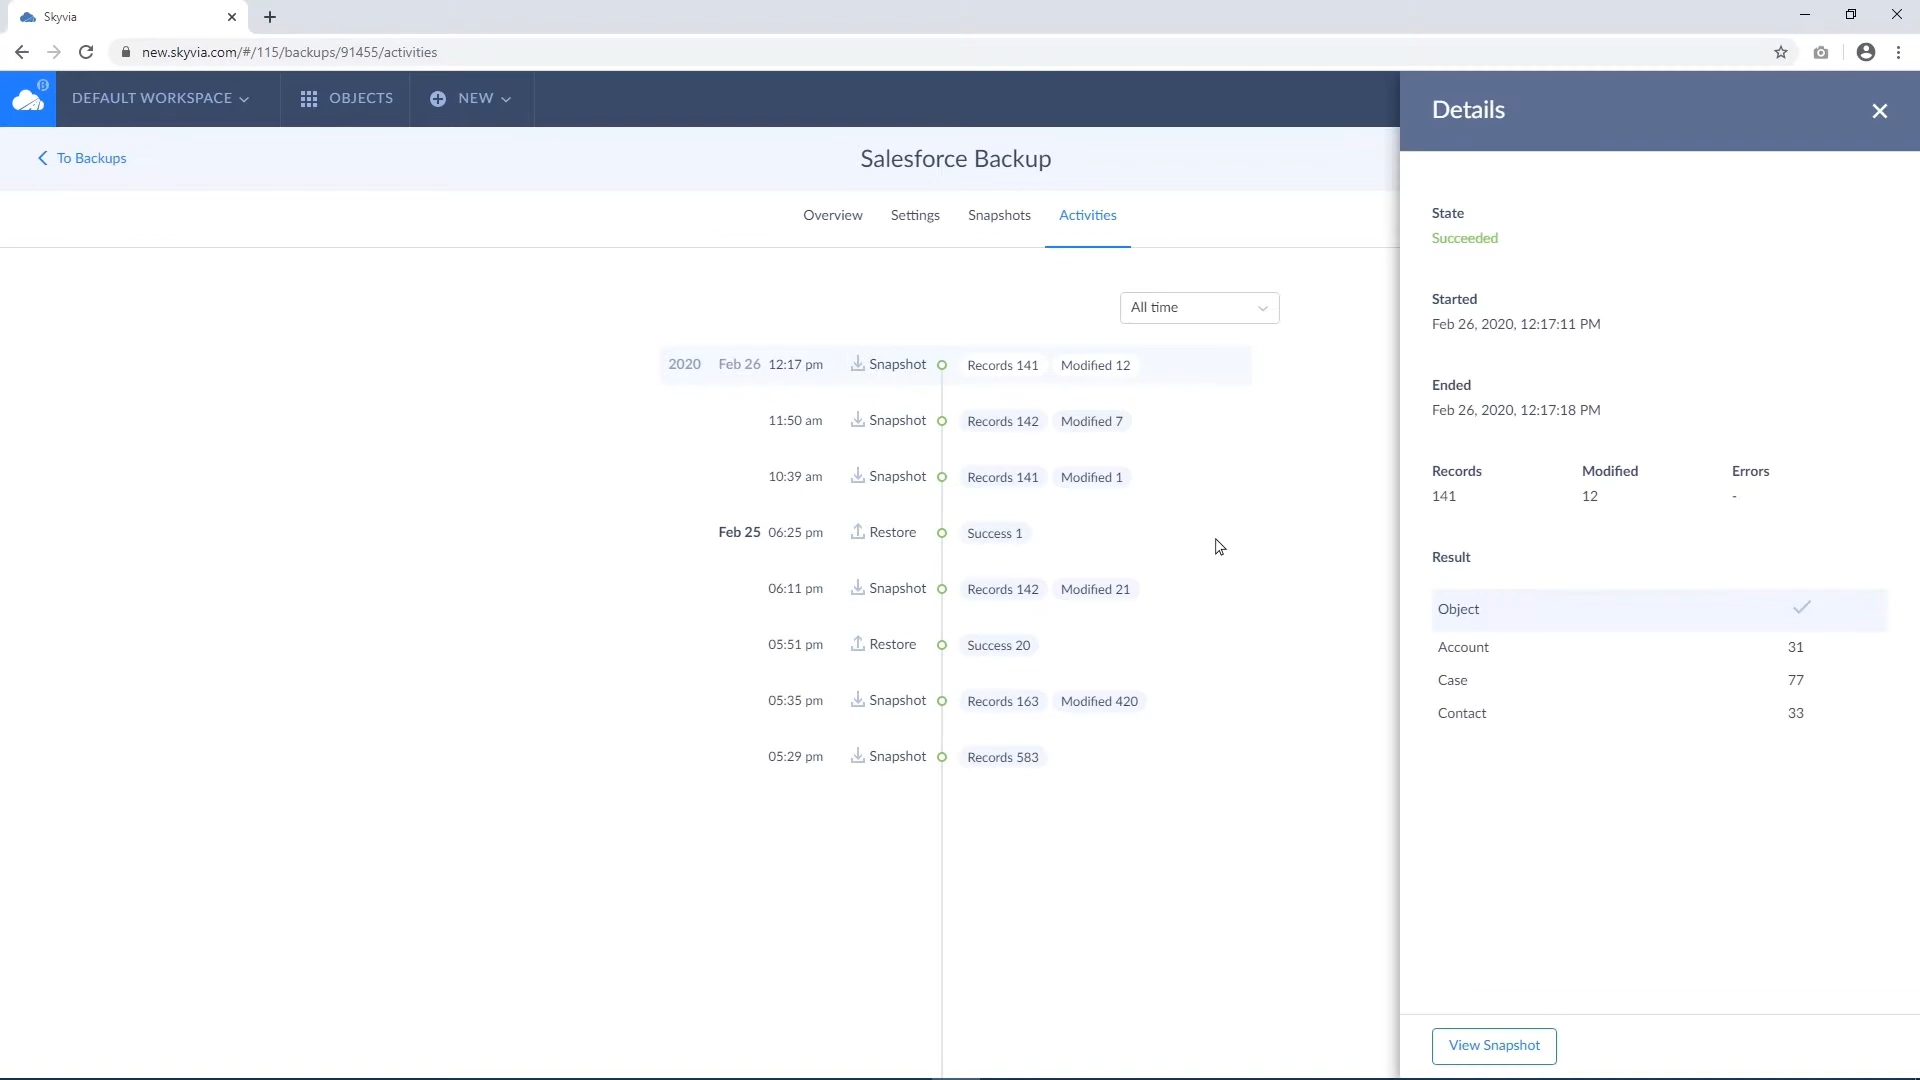 Skyvia
new.skyvia.com/#/115/backups/91455/activities
DEFAULT WORKSPACE
OBJECTS
NEW
To Backups
Salesforce Backup
Overview Settings Snapshots Activities
All time
2020 Feb 26 12:17 pm Snapshot Records 141 Modified 12
11:50 am Snapshot Records 142 Modified 7
10:39 am Snapshot Records 141 Modified 1
Feb 25 06:25 pm Restore Success 1
06:11 pm Snapshot Records 142 Modified 21
05:51 pm Restore Success 20
05:35 pm Snapshot Records 163 Modified 420
05:29 pm Snapshot Records 583
Details
State
Succeeded
Started
Feb 26, 2020, 12:17:11 PM
Ended
Feb 26, 2020, 12:17:18 PM
Records Modified Errors
141 12 -
Result
Object
Account 31
Case 77
Contact 33
View Snapshot